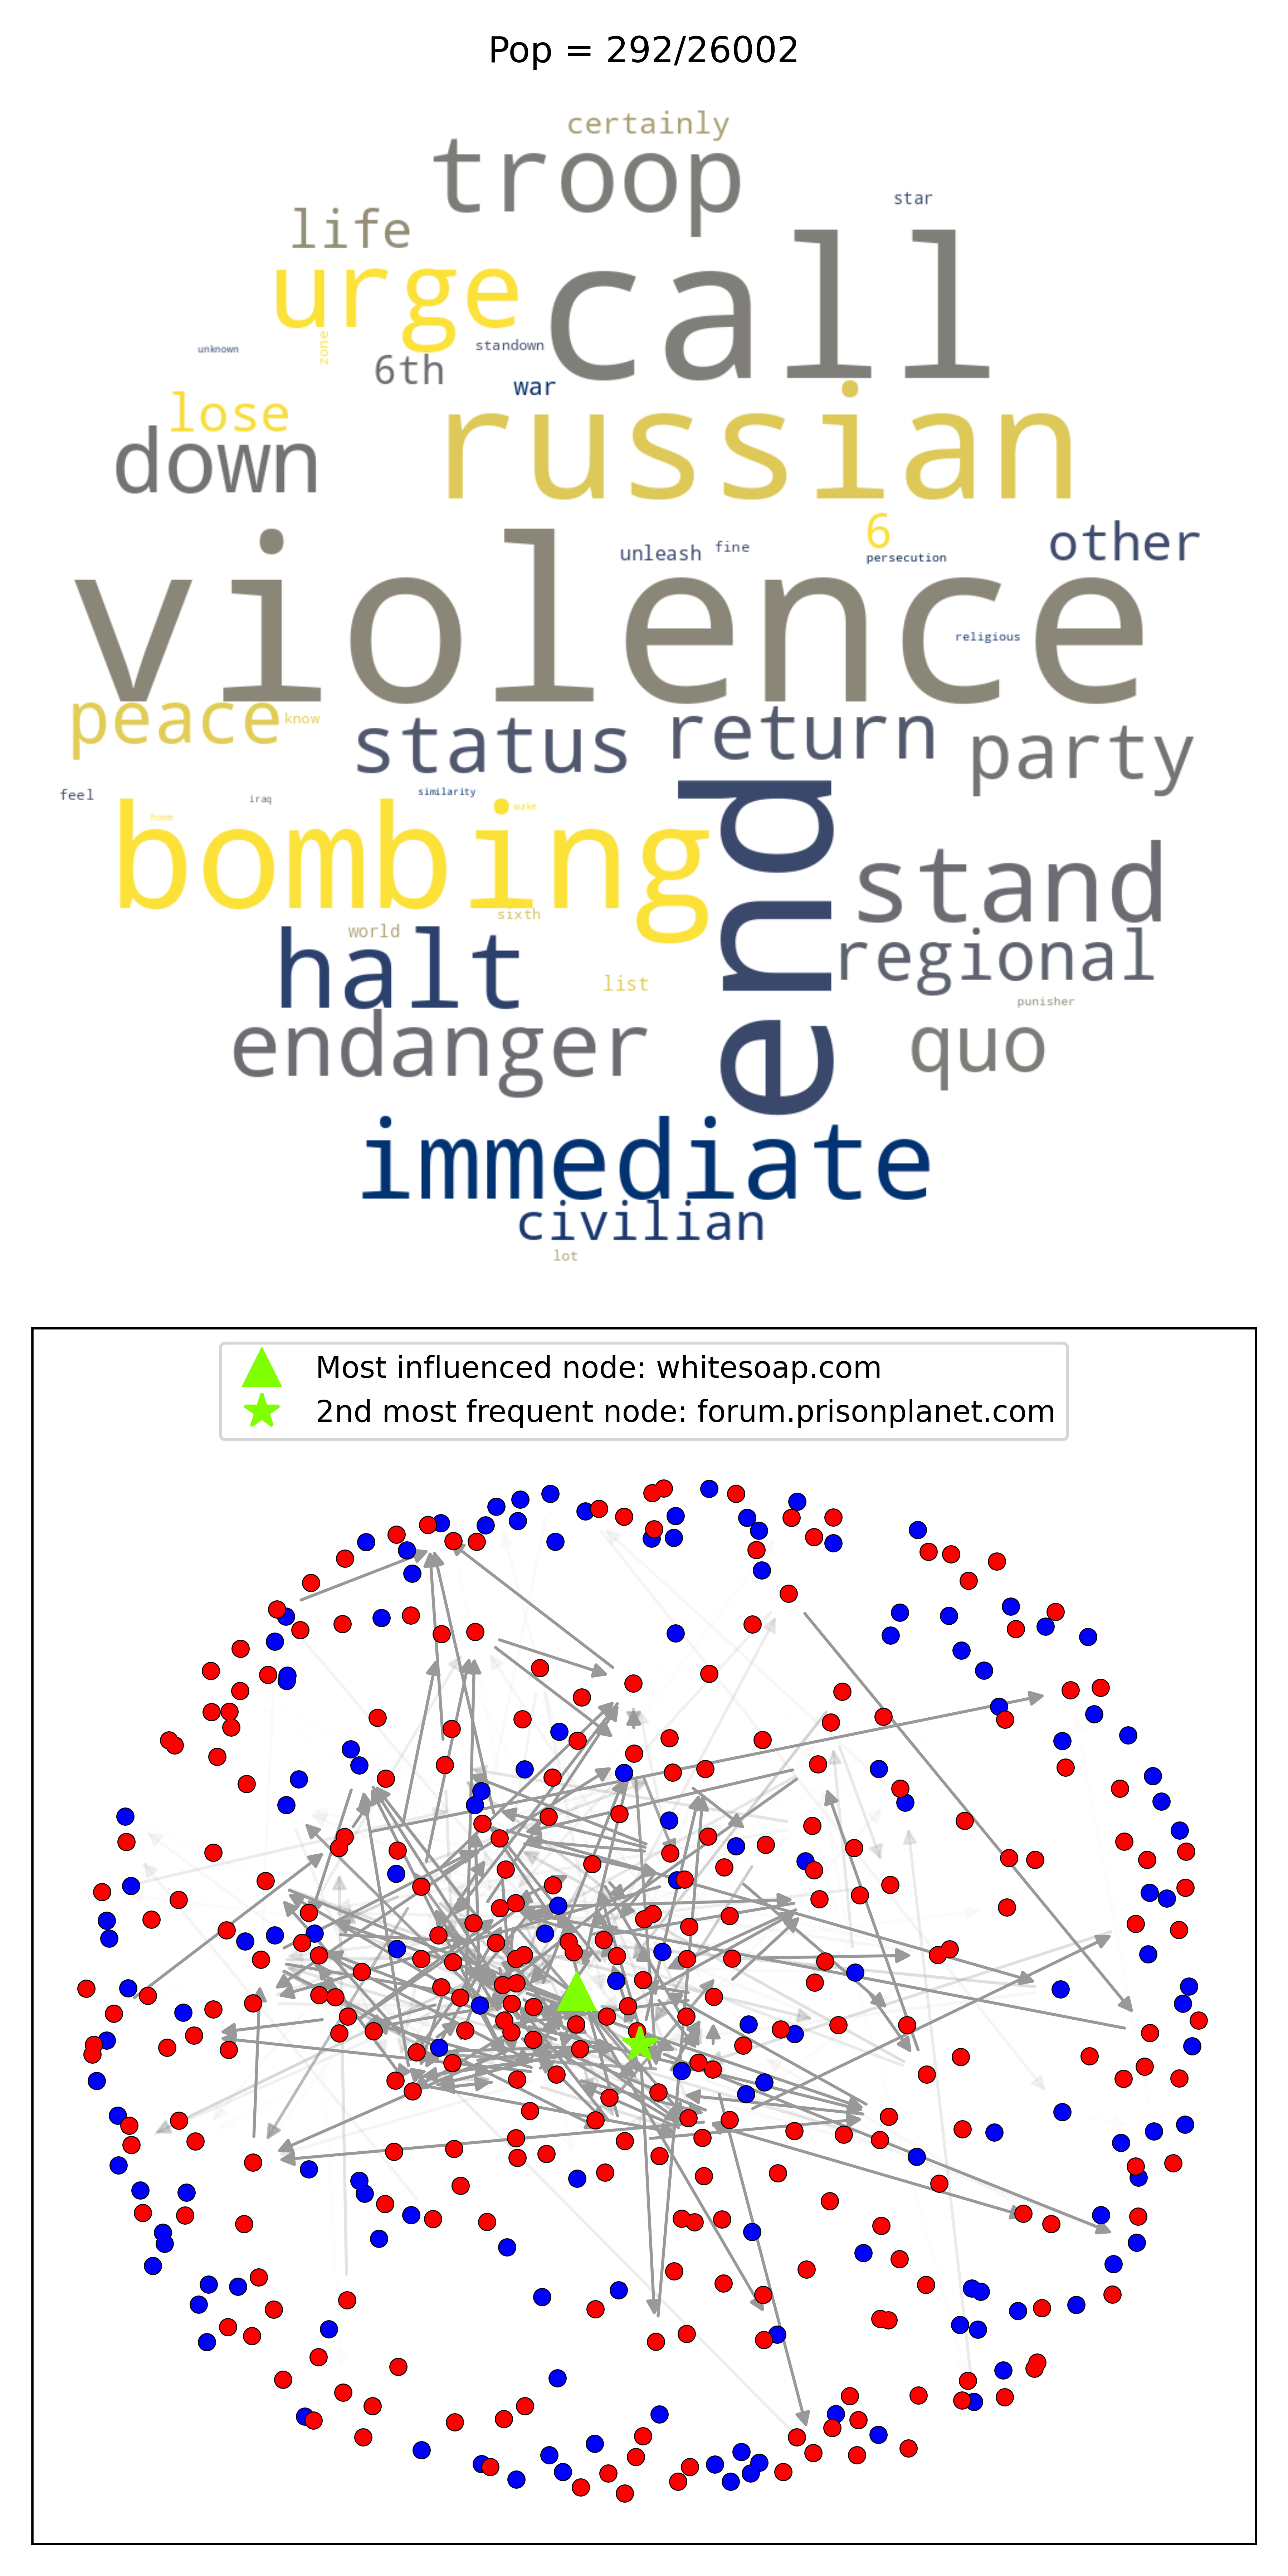 Pop = 292/26002
certainly
troop
star
life
call
urge
zone
standown
unknown
6th
war
lose
russian
down
6
other
unleash
fine
persecution
violence
religious
peace
know
status
return
party
feel
iraq
similarity
end
home
make
bombing
stand
sixth
world
halt
regional
list
punisher
endanger
quo
immediate
civilian
lot
Most influenced node: whitesoap.com
2nd most frequent node: forum.prisonplanet.com